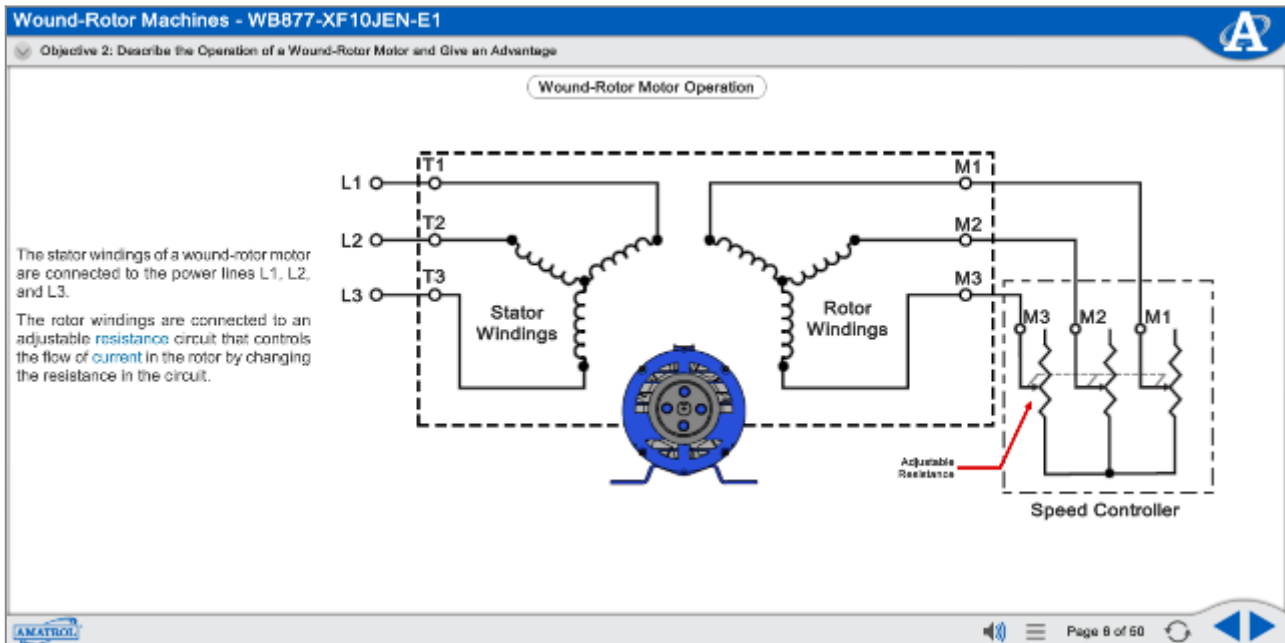 Wound-Rotor Machines - WB877-XF10JEN-E1
Objective 2: Describe the Operation of a Wound-Rotor Motor and Give an Advantage
A
Wound-Rotor Motor Operation
The stator windings of a wound-rotor motor
are connected to the power lines L1, L2,
and L3.
The rotor windings are connected to an
adjustable resistance circuit that controls
the flow of current in the rotor by changing
the resistance in the circuit.
L1
T1
M1
L2
T2
M2
L3
T3
M3
Stator
Windings
Rotor
Windings
M3 M2 M1
Adjustable
Resistance
Speed Controller
AMATROL
Page 6 of 50